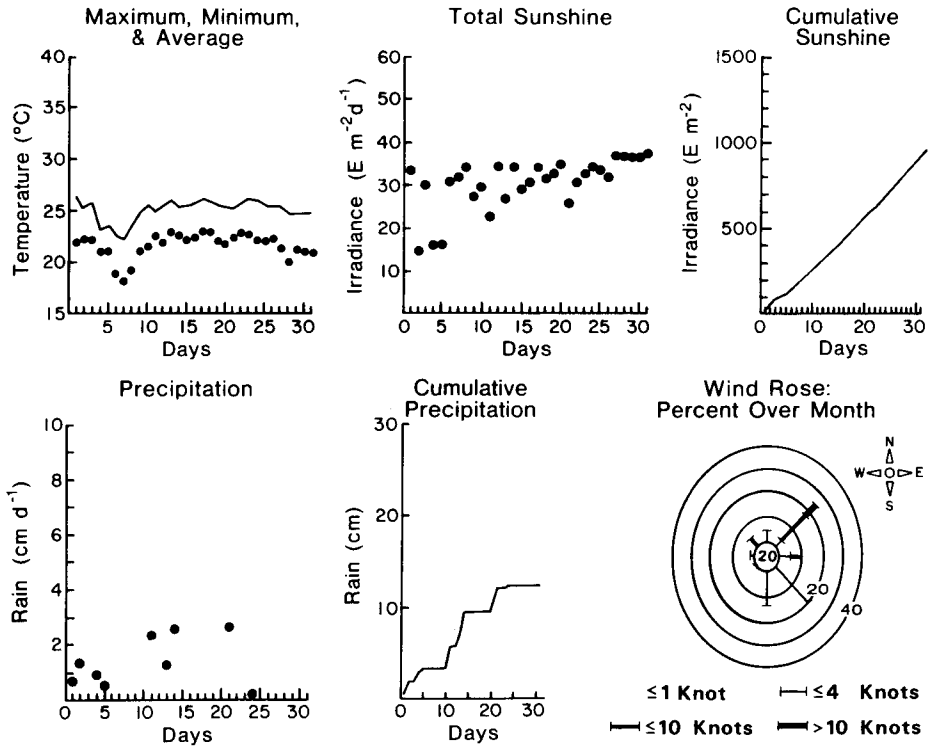 Maximum, Minimum,
& Average
Temperature (°C)
40
35
30
25
20
15
0 5 10 15 20 25 30
Days
Total Sunshine
Irradiance (E m⁻²d⁻¹)
60
50
40
30
20
10
0 5 10 15 20 25 30
Days
Cumulative
Sunshine
Irradiance (E m⁻²)
1500
1000
500
0 10 20 30
Days
Precipitation
Rain (cm d⁻¹)
10
8
6
4
2
0 5 10 15 20 25 30
Days
Cumulative
Precipitation
Rain (cm)
30
20
10
0 10 20 30
Days
Wind Rose:
Percent Over Month
N
W E
S
20
20
40
≤1 Knot ≤4 Knots
≤10 Knots >10 Knots